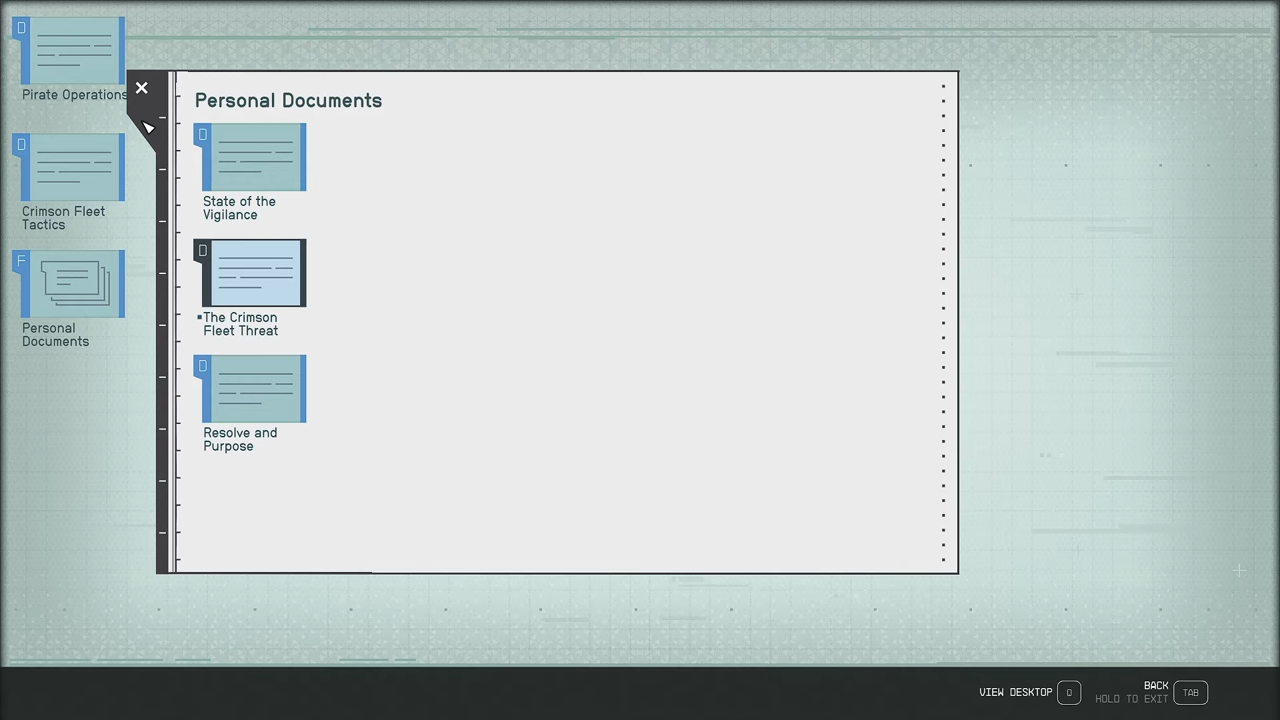 D
Pirate Operations
D
Crimson Fleet
Tactics
F
Personal
Documents
Personal Documents
D
State of the
Vigilance
D
The Crimson
Fleet Threat
D
Resolve and
Purpose
VIEW DESKTOP Q
BACK
HOLD TO EXIT TAB